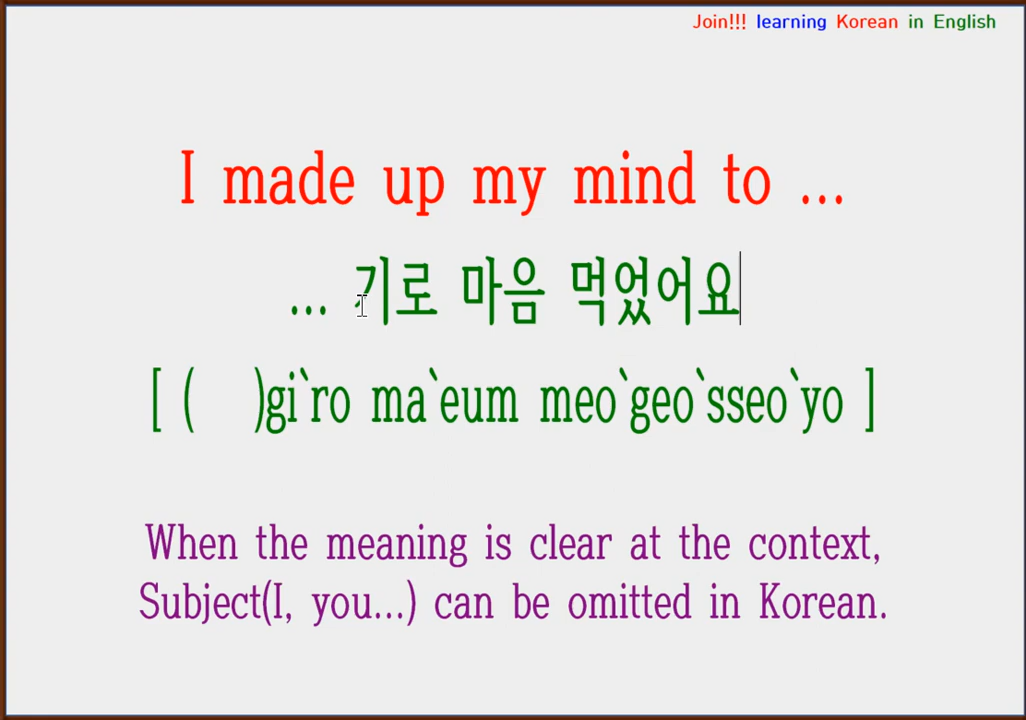 Join!!! learning Korean in English
I made up my mind to ...
... 기로 마음 먹었어요
[ ( )gi`ro ma`eum meo`geo`sseo`yo ]
When the meaning is clear at the context,
Subject(I, you...) can be omitted in Korean.